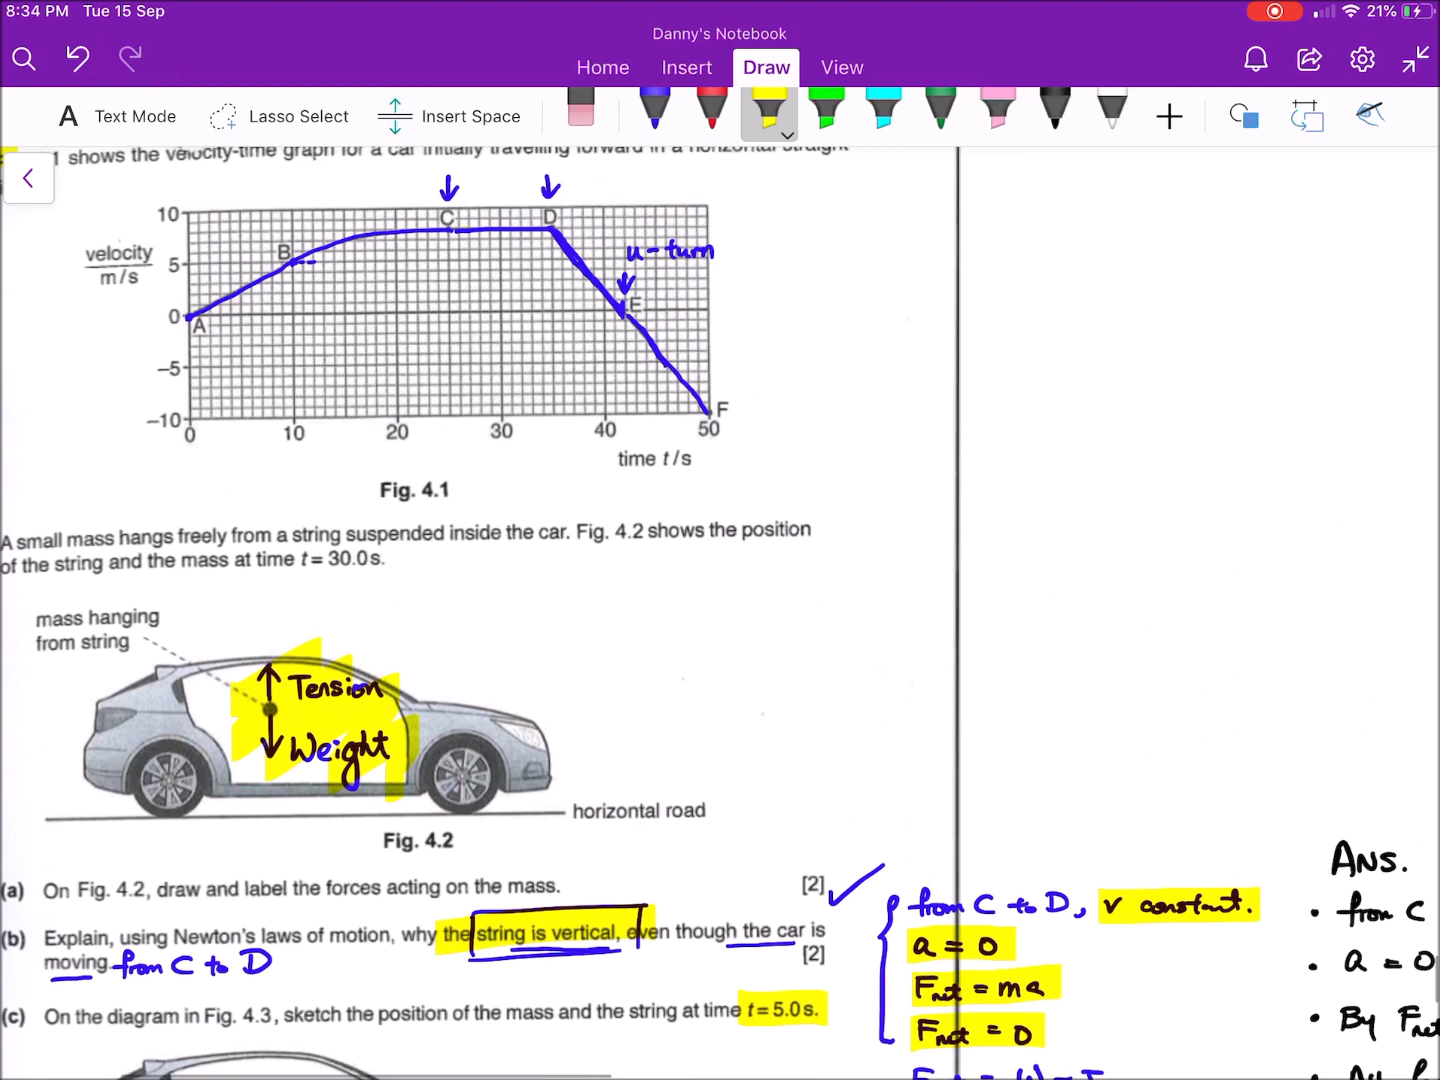 8:34 PM Tue 15 Sep
21%
Danny's Notebook
Home Insert Draw View
A Text Mode Lasso Select Insert Space
1 shows the velocity-time graph for a car initially travelling forward in a horizontal straight
velocity
m/s
10
5
0
-5
-10
A
B
C
D
E
F
u-turn
0 10 20 30 40 50
time t/s
Fig. 4.1
A small mass hangs freely from a string suspended inside the car. Fig. 4.2 shows the position
of the string and the mass at time t = 30.0 s.
mass hanging
from string
Tension
Weight
horizontal road
Fig. 4.2
(a) On Fig. 4.2, draw and label the forces acting on the mass. [2]
(b) Explain, using Newton's laws of motion, why the string is vertical, even though the car is
moving. from C to D [2]
(c) On the diagram in Fig. 4.3, sketch the position of the mass and the string at time t = 5.0 s.
from C to D, v constant.
a = 0
Fnet = ma
Fnet = 0
Ans.
• from C
• a = 0
• By Fnet